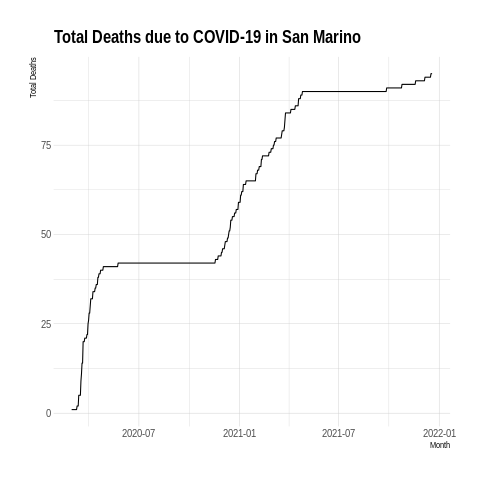 Total Deaths due to COVID-19 in San Marino
Total Deaths
75
50
25
0
2020-07 2021-01 2021-07 2022-01
Month